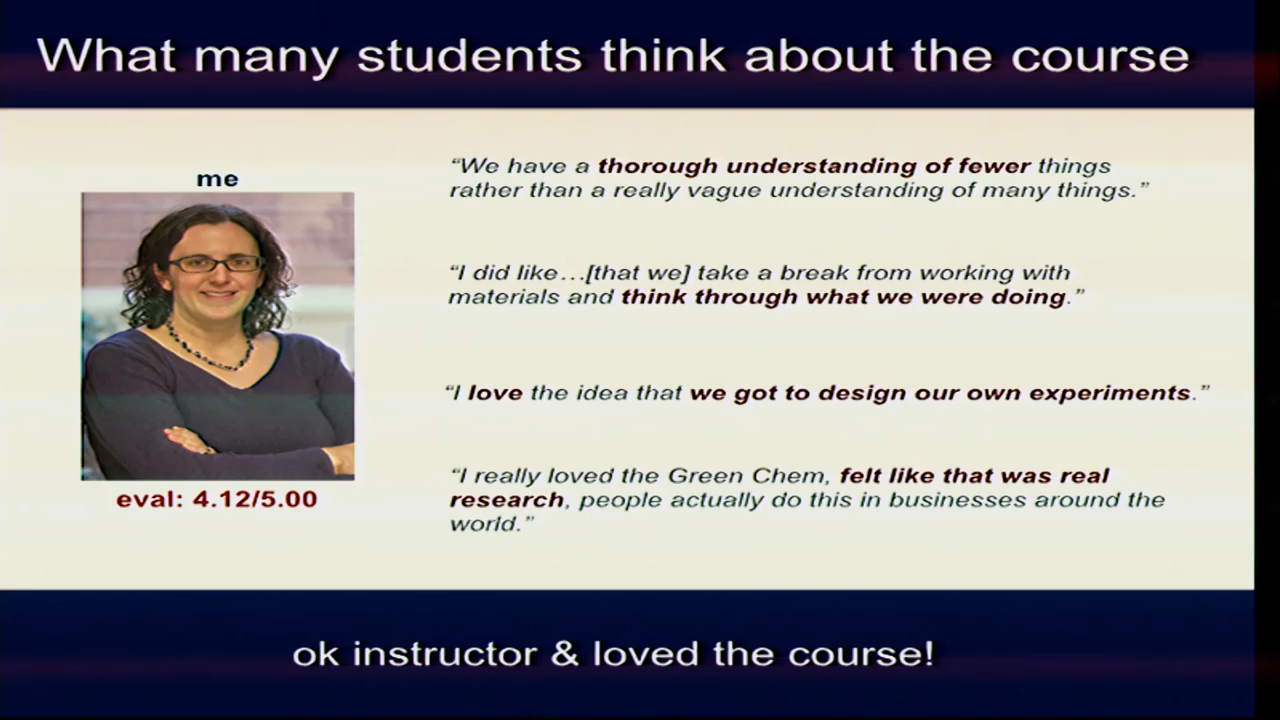 What many students think about the course
me
eval: 4.12/5.00
“We have a thorough understanding of fewer things
rather than a really vague understanding of many things.”
“I did like…[that we] take a break from working with
materials and think through what we were doing.”
“I love the idea that we got to design our own experiments.”
“I really loved the Green Chem, felt like that was real
research, people actually do this in businesses around the
world.”
ok instructor & loved the course!